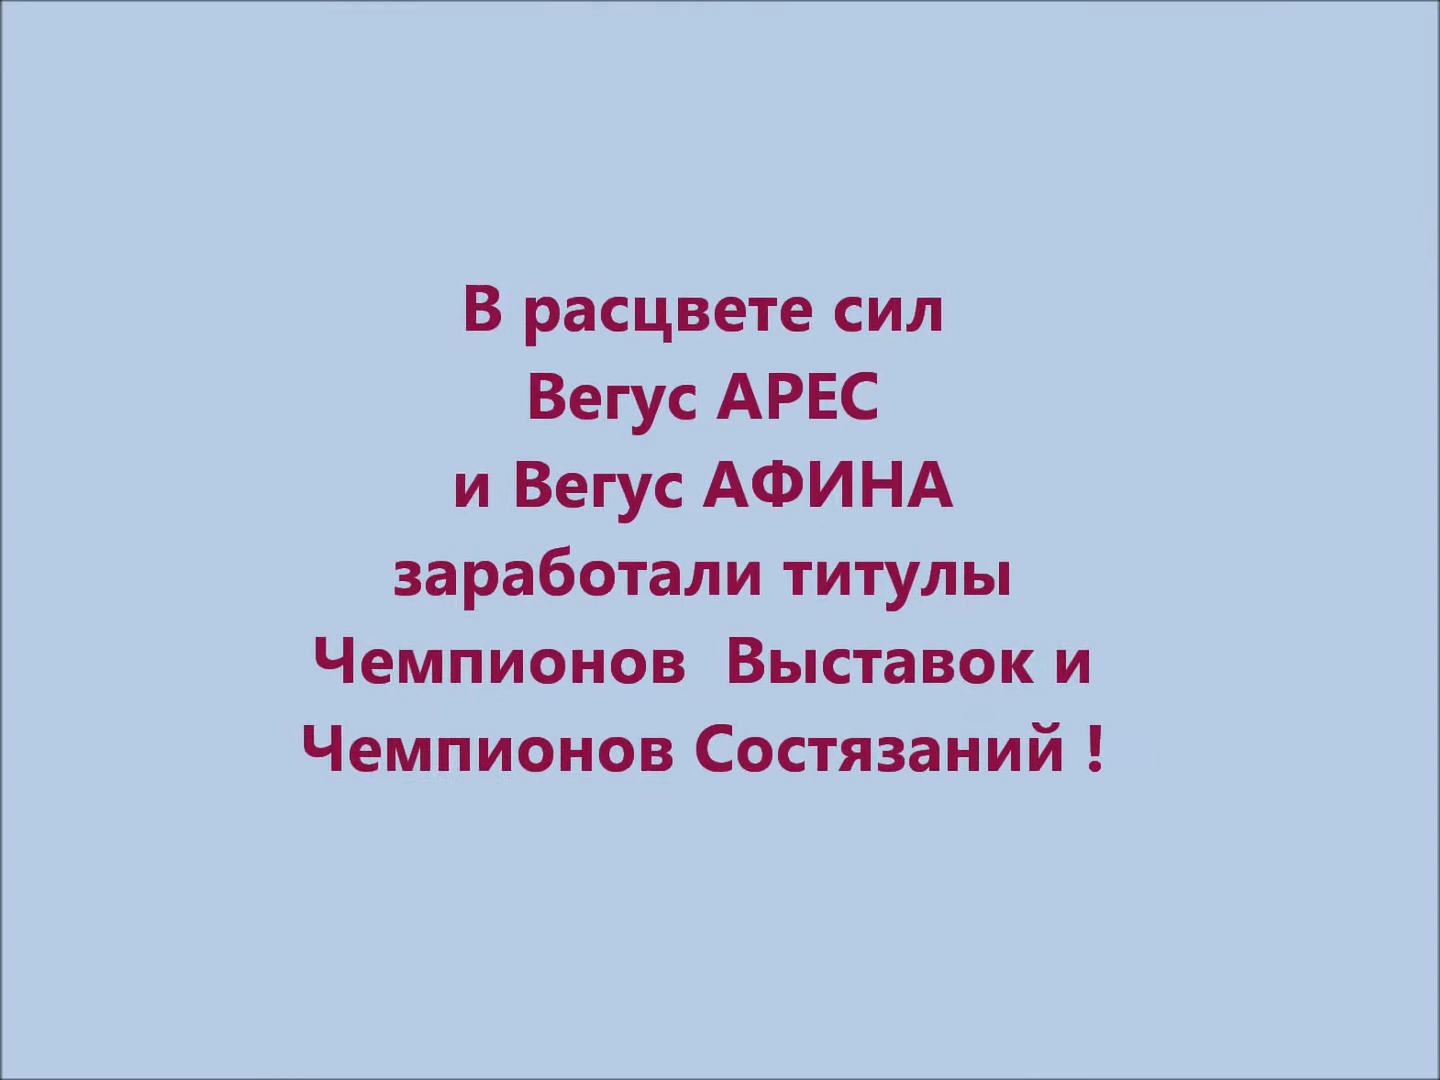 В расцвете сил
Вегус АРЕС
и Вегус АФИНА
заработали титулы
Чемпионов  Выставок и
Чемпионов Состязаний !